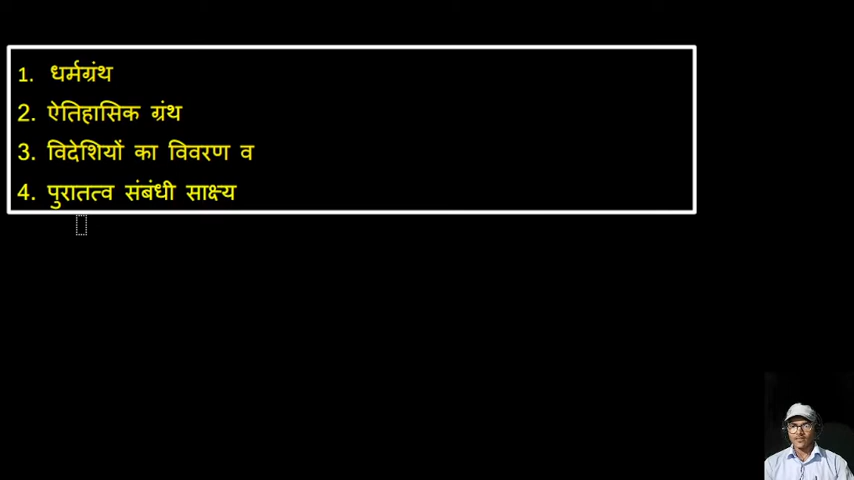 1. धर्मग्रंथ
2. ऐतिहासिक ग्रंथ
3. विदेशियों का विवरण व
4. पुरातत्व संबंधी साक्ष्य